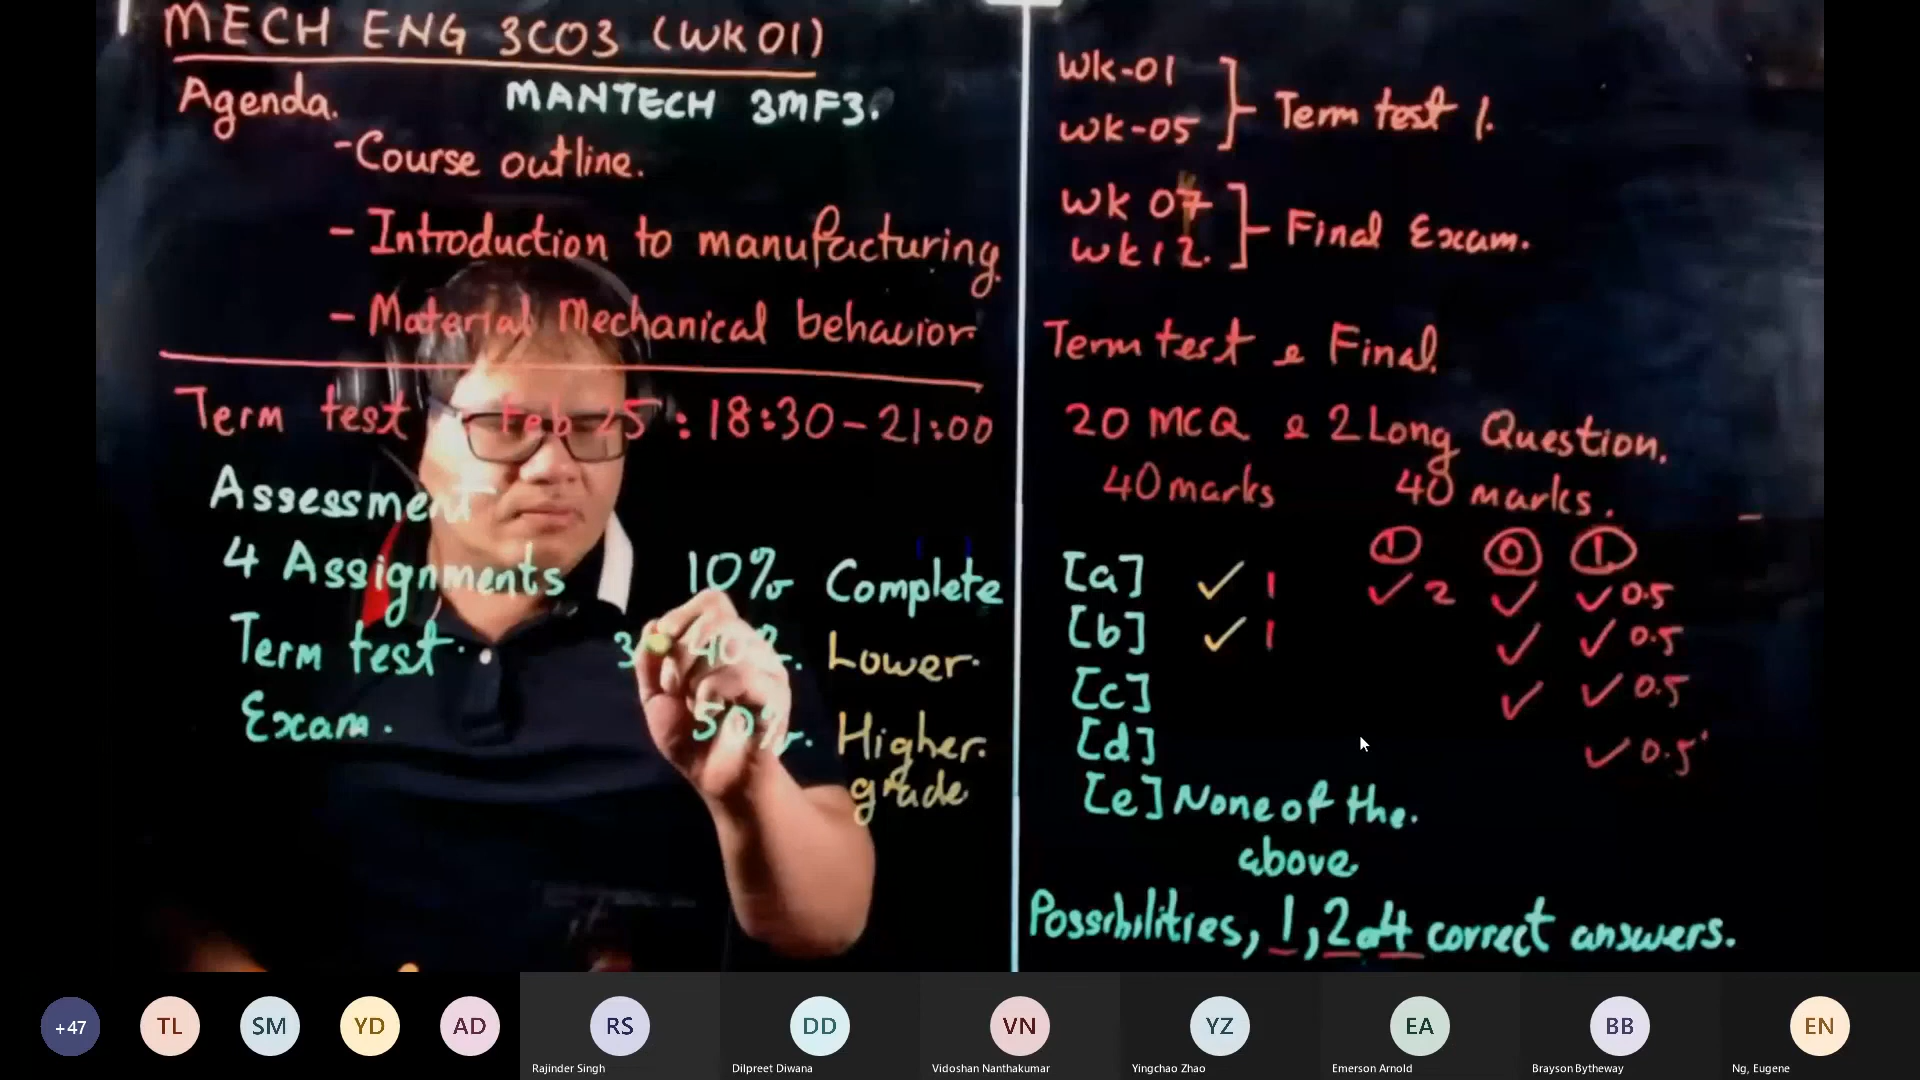 MECH ENG 3CO3 (WK 01)
Agenda. MANTECH 3MF3.
- Course outline.
- Introduction to manufacturing.
- Material Mechanical behavior.
Term test Feb 25 : 18:30 - 21:00
Assessment
4 Assignments 10% Complete
Term test. 40%. Lower.
Exam. 50%. Higher.
grade
Wk-01
Wk-05 } Term test 1.
Wk 07
Wk 12. } Final Exam.
Term test & Final.
20 MCQ & 2 Long Question.
40 marks 40 marks.
1 0 1
[a] ✓ 1 ✓ 2 ✓ ✓ 0.5
[b] ✓ 1 ✓ ✓ 0.5
[c] ✓ ✓ 0.5
[d] ✓ 0.5
[e] None of the.
above.
Possibilities, 1, 2 or 4 correct answers.
+47 TL SM YD AD RS DD VN YZ EA BB EN
Rajinder Singh Dilpreet Diwana Vidoshan Nanthakumar Yingchao Zhao Emerson Arnold Brayson Bytheway Ng, Eugene